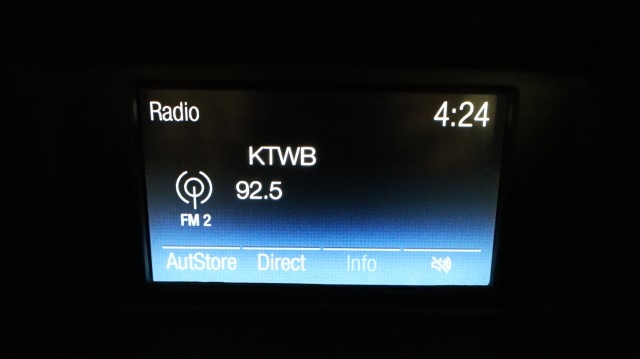 Radio 4:24
KTWB
92.5
FM 2
AutStore Direct Info